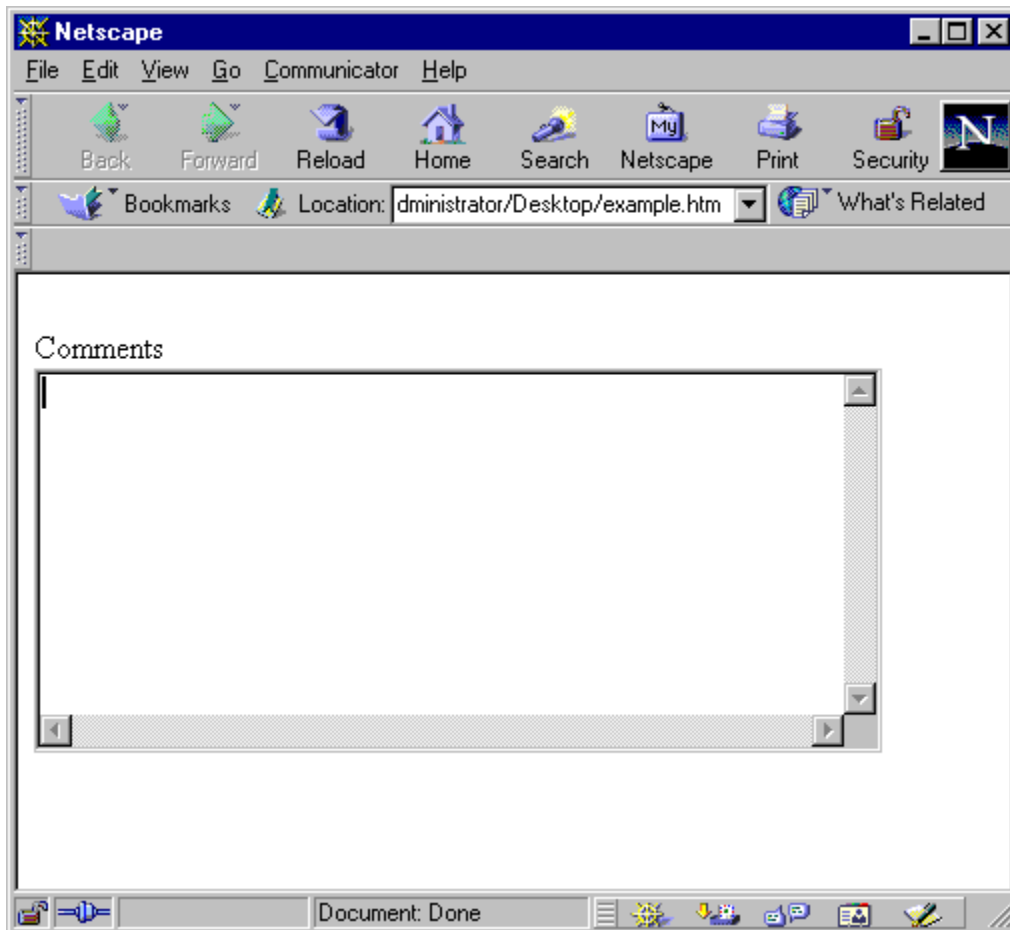 Netscape
File Edit View Go Communicator Help
Back Forward Reload Home Search My Netscape Print Security N
Bookmarks Location: dministrator/Desktop/example.htm What's Related
Comments
Document: Done